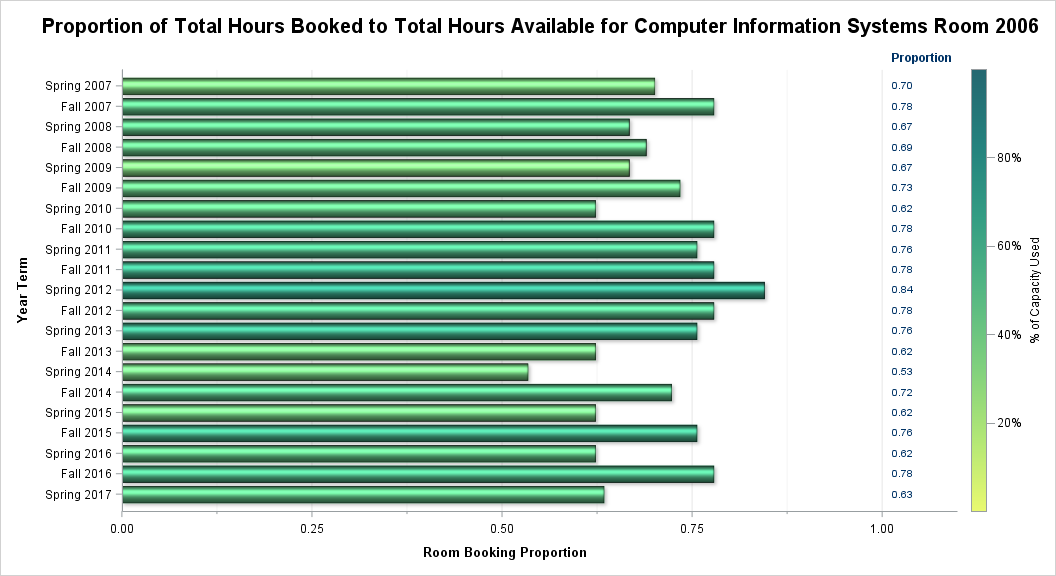 Proportion of Total Hours Booked to Total Hours Available for Computer Information Systems Room 2006
Proportion
Spring 2007 0.70
Fall 2007 0.78
Spring 2008 0.67
Fall 2008 0.69
Spring 2009 0.67
Fall 2009 0.73
Spring 2010 0.62
Fall 2010 0.78
Spring 2011 0.76
Fall 2011 0.78
Spring 2012 0.84
Fall 2012 0.78
Spring 2013 0.76
Fall 2013 0.62
Spring 2014 0.53
Fall 2014 0.72
Spring 2015 0.62
Fall 2015 0.76
Spring 2016 0.62
Fall 2016 0.78
Spring 2017 0.63
Year Term
0.00 0.25 0.50 0.75 1.00
Room Booking Proportion
80%
60%
40%
20%
% of Capacity Used